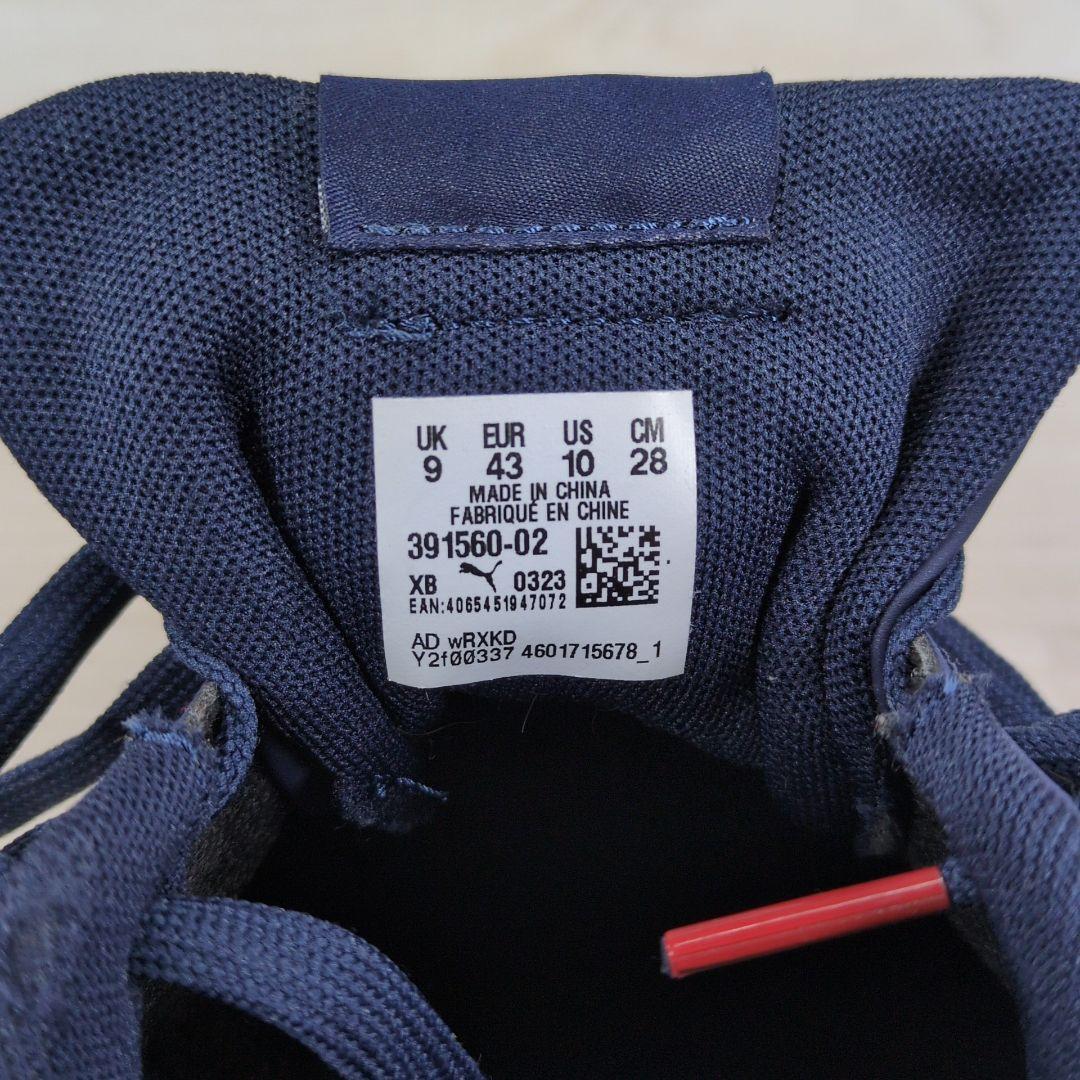 UK EUR US CM
9 43 10 28
MADE IN CHINA
FABRIQUÉ EN CHINE
391560-02
XB 0323
EAN:4065451947072
AD wRXKD
Y2f00337 4601715678_1